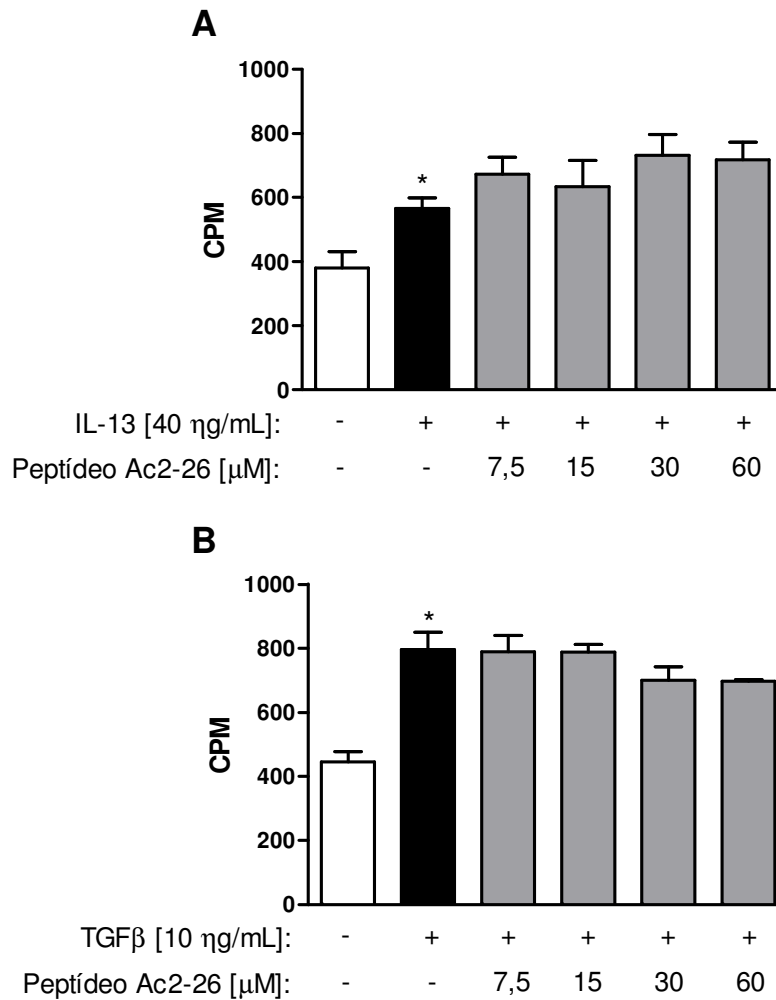 A
1000
800
600
400
200
0
CPM
*
IL-13 [40 ηg/mL]: - + + + + +
Peptídeo Ac2-26 [μM]: - - 7,5 15 30 60
B
1000
800
600
400
200
0
CPM
*
TGFβ [10 ηg/mL]: - + + + + +
Peptídeo Ac2-26 [μM]: - - 7,5 15 30 60